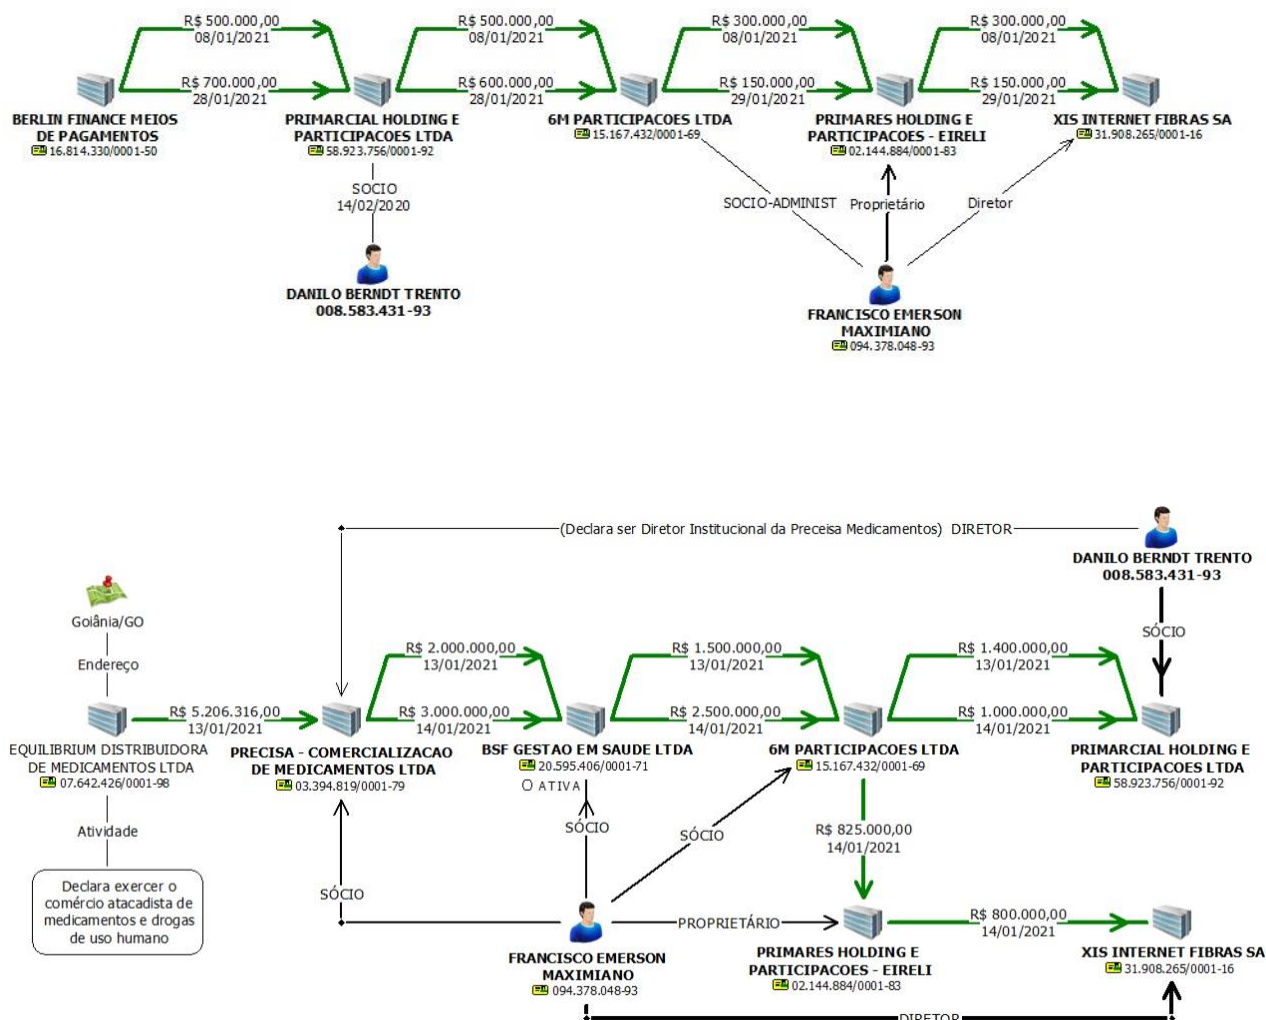 R$ 500.000,00
08/01/2021
R$ 500.000,00
08/01/2021
R$ 300.000,00
08/01/2021
R$ 300.000,00
08/01/2021
R$ 700.000,00
28/01/2021
R$ 600.000,00
28/01/2021
R$ 150.000,00
29/01/2021
R$ 150.000,00
29/01/2021
BERLIN FINANCE MEIOS
DE PAGAMENTOS
16.814.330/0001-50
PRIMARCIAL HOLDING E
PARTICIPACOES LTDA
58.923.756/0001-92
6M PARTICIPACOES LTDA
15.167.432/0001-69
PRIMARES HOLDING E
PARTICIPACOES - EIRELI
02.144.884/0001-83
XIS INTERNET FIBRAS SA
31.908.265/0001-16
SOCIO
14/02/2020
SOCIO-ADMINIST
Proprietário
Diretor
DANILO BERNDT TRENTO
008.583.431-93
FRANCISCO EMERSON
MAXIMIANO
094.378.048-93
(Declara ser Diretor Institucional da Preceisa Medicamentos) DIRETOR
DANILO BERNDT TRENTO
008.583.431-93
Goiânia/GO
Endereço
SÓCIO
R$ 2.000.000,00
13/01/2021
R$ 1.500.000,00
13/01/2021
R$ 1.400.000,00
13/01/2021
R$ 5.206.316,00
13/01/2021
R$ 3.000.000,00
14/01/2021
R$ 2.500.000,00
14/01/2021
R$ 1.000.000,00
14/01/2021
EQUILIBRIUM DISTRIBUIDORA
DE MEDICAMENTOS LTDA
07.642.426/0001-98
PRECISA - COMERCIALIZACAO
DE MEDICAMENTOS LTDA
03.394.819/0001-79
BSF GESTAO EM SAUDE LTDA
20.595.406/0001-71
O ATIVA
6M PARTICIPACOES LTDA
15.167.432/0001-69
PRIMARCIAL HOLDING E
PARTICIPACOES LTDA
58.923.756/0001-92
Atividade
SÓCIO
SÓCIO
R$ 825.000,00
14/01/2021
Declara exercer o
comércio atacadista de
medicamentos e drogas
de uso humano
SÓCIO
PROPRIETÁRIO
R$ 800.000,00
14/01/2021
FRANCISCO EMERSON
MAXIMIANO
094.378.048-93
PRIMARES HOLDING E
PARTICIPACOES - EIRELI
02.144.884/0001-83
XIS INTERNET FIBRAS SA
31.908.265/0001-16
DIRETOR